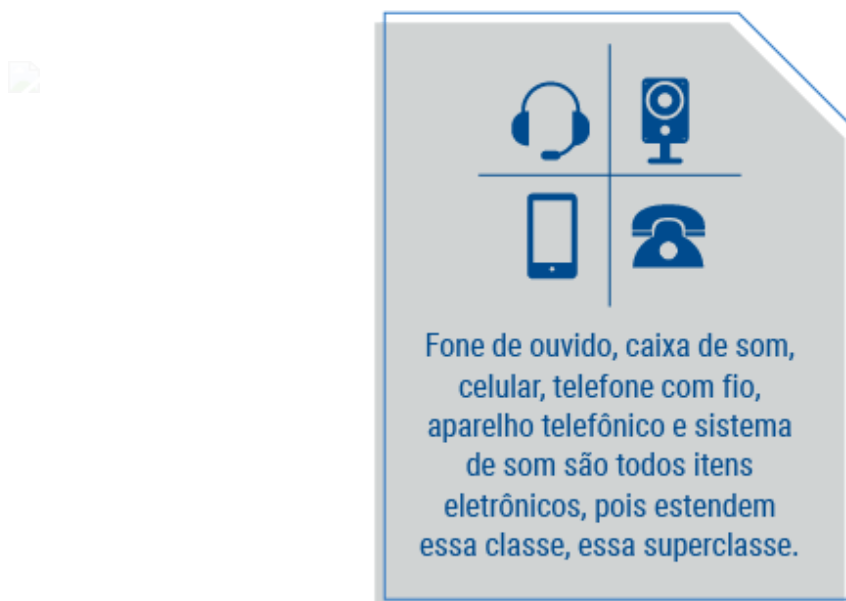 Fone de ouvido, caixa de som,
celular, telefone com fio,
aparelho telefônico e sistema
de som são todos itens
eletrônicos, pois estendem
essa classe, essa superclasse.